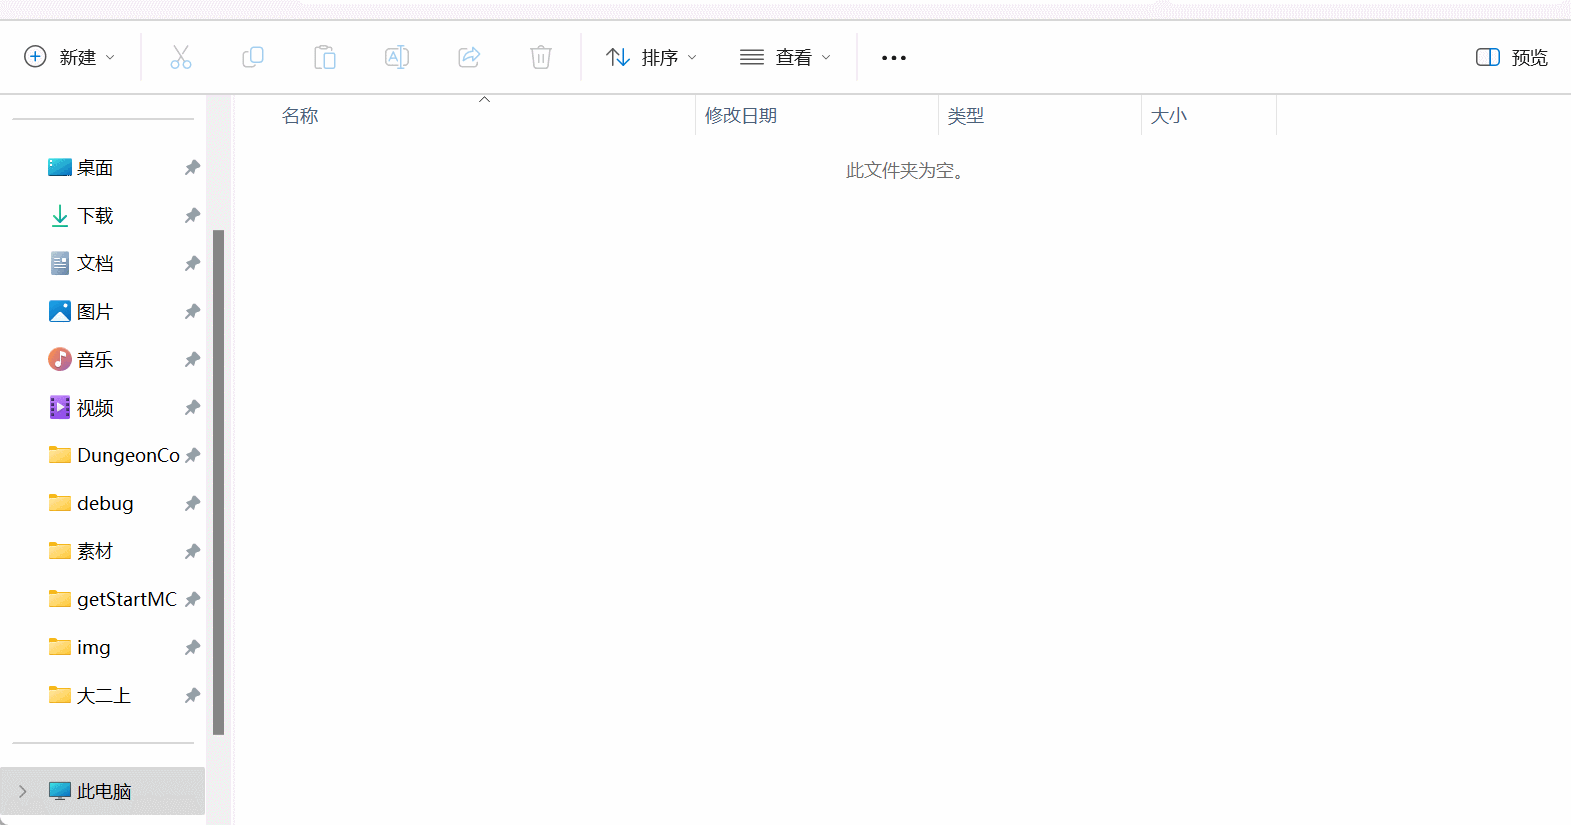 新建 排序 查看 预览
名称 修改日期 类型 大小
此文件夹为空。
桌面
下载
文档
图片
音乐
视频
DungeonCo
debug
素材
getStartMC
img
大二上
此电脑